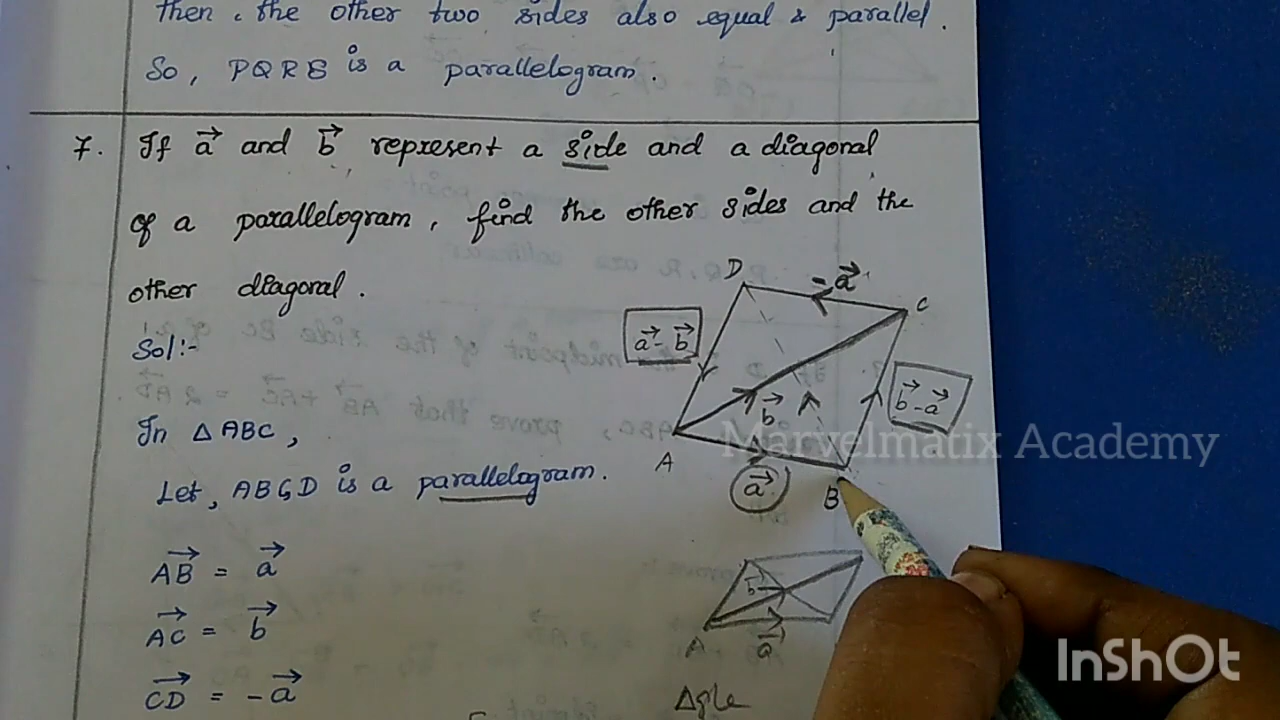 then, the other two sides also equal & parallel.
So, PQRS is a parallelogram.
7. If a⃗ and b⃗ represent a side and a diagonal
of a parallelogram, find the other sides and the
other diagonal.
Sol:-
In ΔABC,
Let, ABCD is a parallelogram.
AB⃗ = a⃗
AC⃗ = b⃗
CD⃗ = -a⃗
D
-a⃗
C
a⃗ - b⃗
b⃗
b⃗ - a⃗
A
a⃗
B
Marvelmatix Academy
b⃗
A
a⃗
Δgle
InShOt